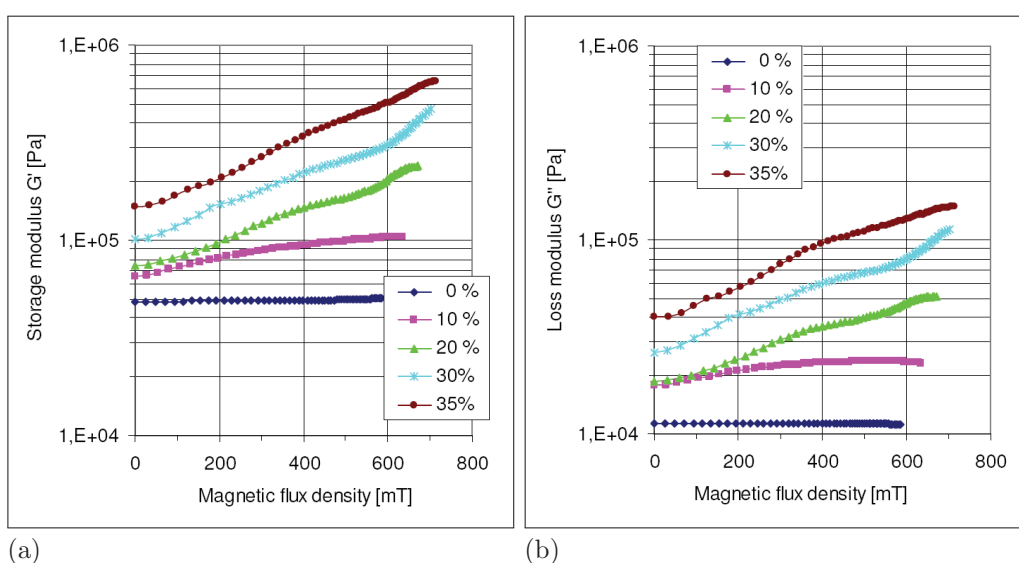 1,E+06
1,E+05
1,E+04
Storage modulus G' [Pa]
0 %
10 %
20 %
30%
35%
0 200 400 600 800
Magnetic flux density [mT]
(a)
1,E+06
1,E+05
1,E+04
Loss modulus G" [Pa]
0 %
10 %
20 %
30%
35%
0 200 400 600 800
Magnetic flux density [mT]
(b)